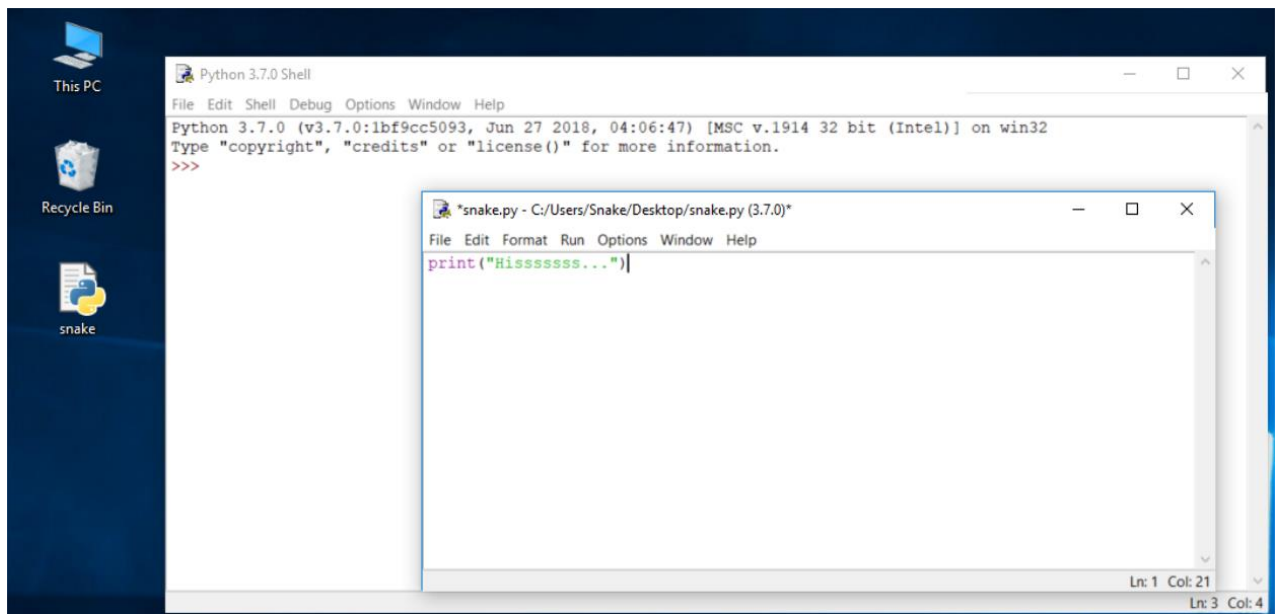 This PC
Recycle Bin
snake
Python 3.7.0 Shell
File Edit Shell Debug Options Window Help
Python 3.7.0 (v3.7.0:1bf9cc5093, Jun 27 2018, 04:06:47) [MSC v.1914 32 bit (Intel)] on win32
Type "copyright", "credits" or "license()" for more information.
>>>
*snake.py - C:/Users/Snake/Desktop/snake.py (3.7.0)*
File Edit Format Run Options Window Help
print("Hisssssss...")
Ln: 1 Col: 21
Ln: 3 Col: 4